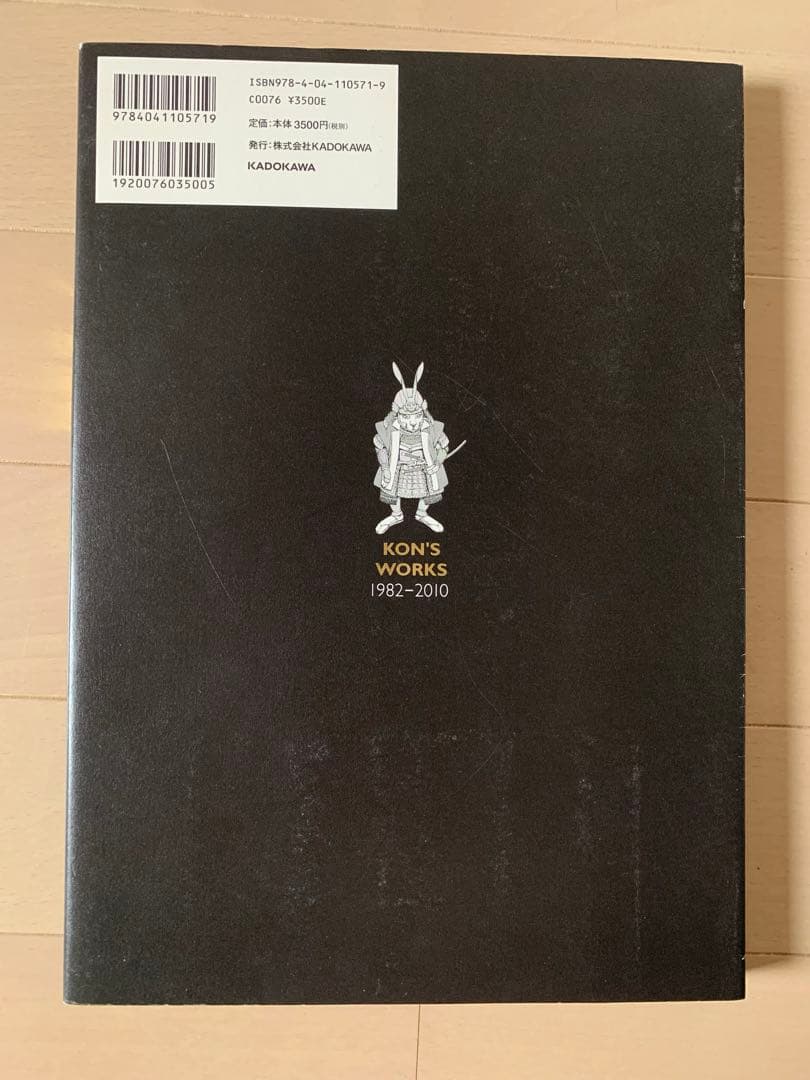 9784041105719
1920076035005
ISBN978-4-04-110571-9
C0076 ¥3500E
定価:本体3500円(税別)
発行:株式会社KADOKAWA
KADOKAWA
KON'S
WORKS
1982-2010